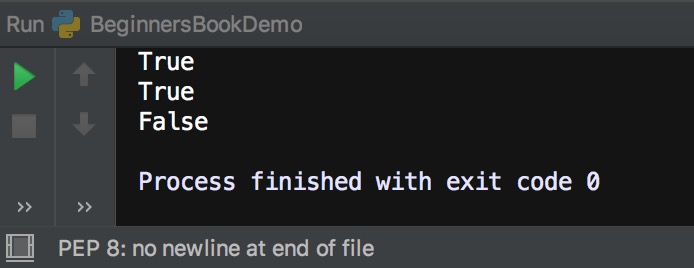 Run BeginnersBookDemo
True
True
False
Process finished with exit code 0
PEP 8: no newline at end of file